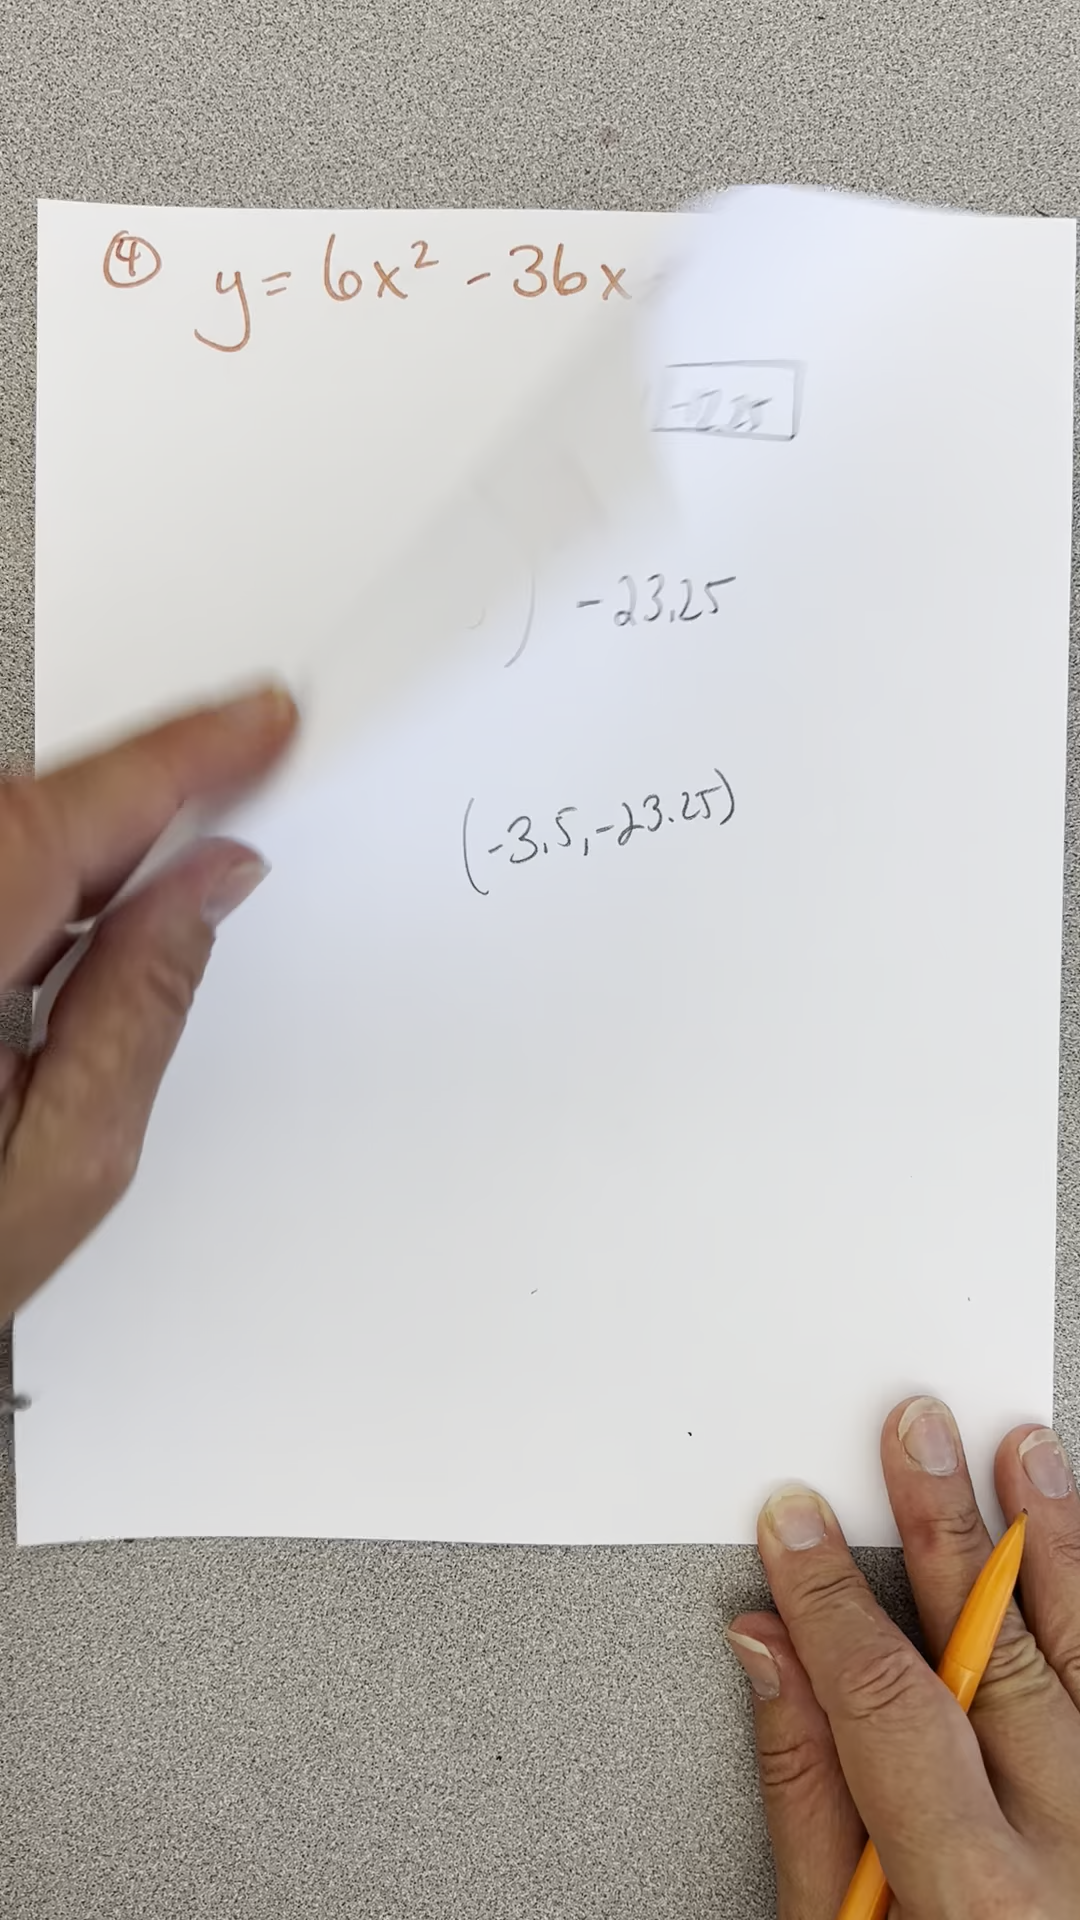 ④ y = 6x² - 36x
) - 23.25
(-3.5, -23.25)